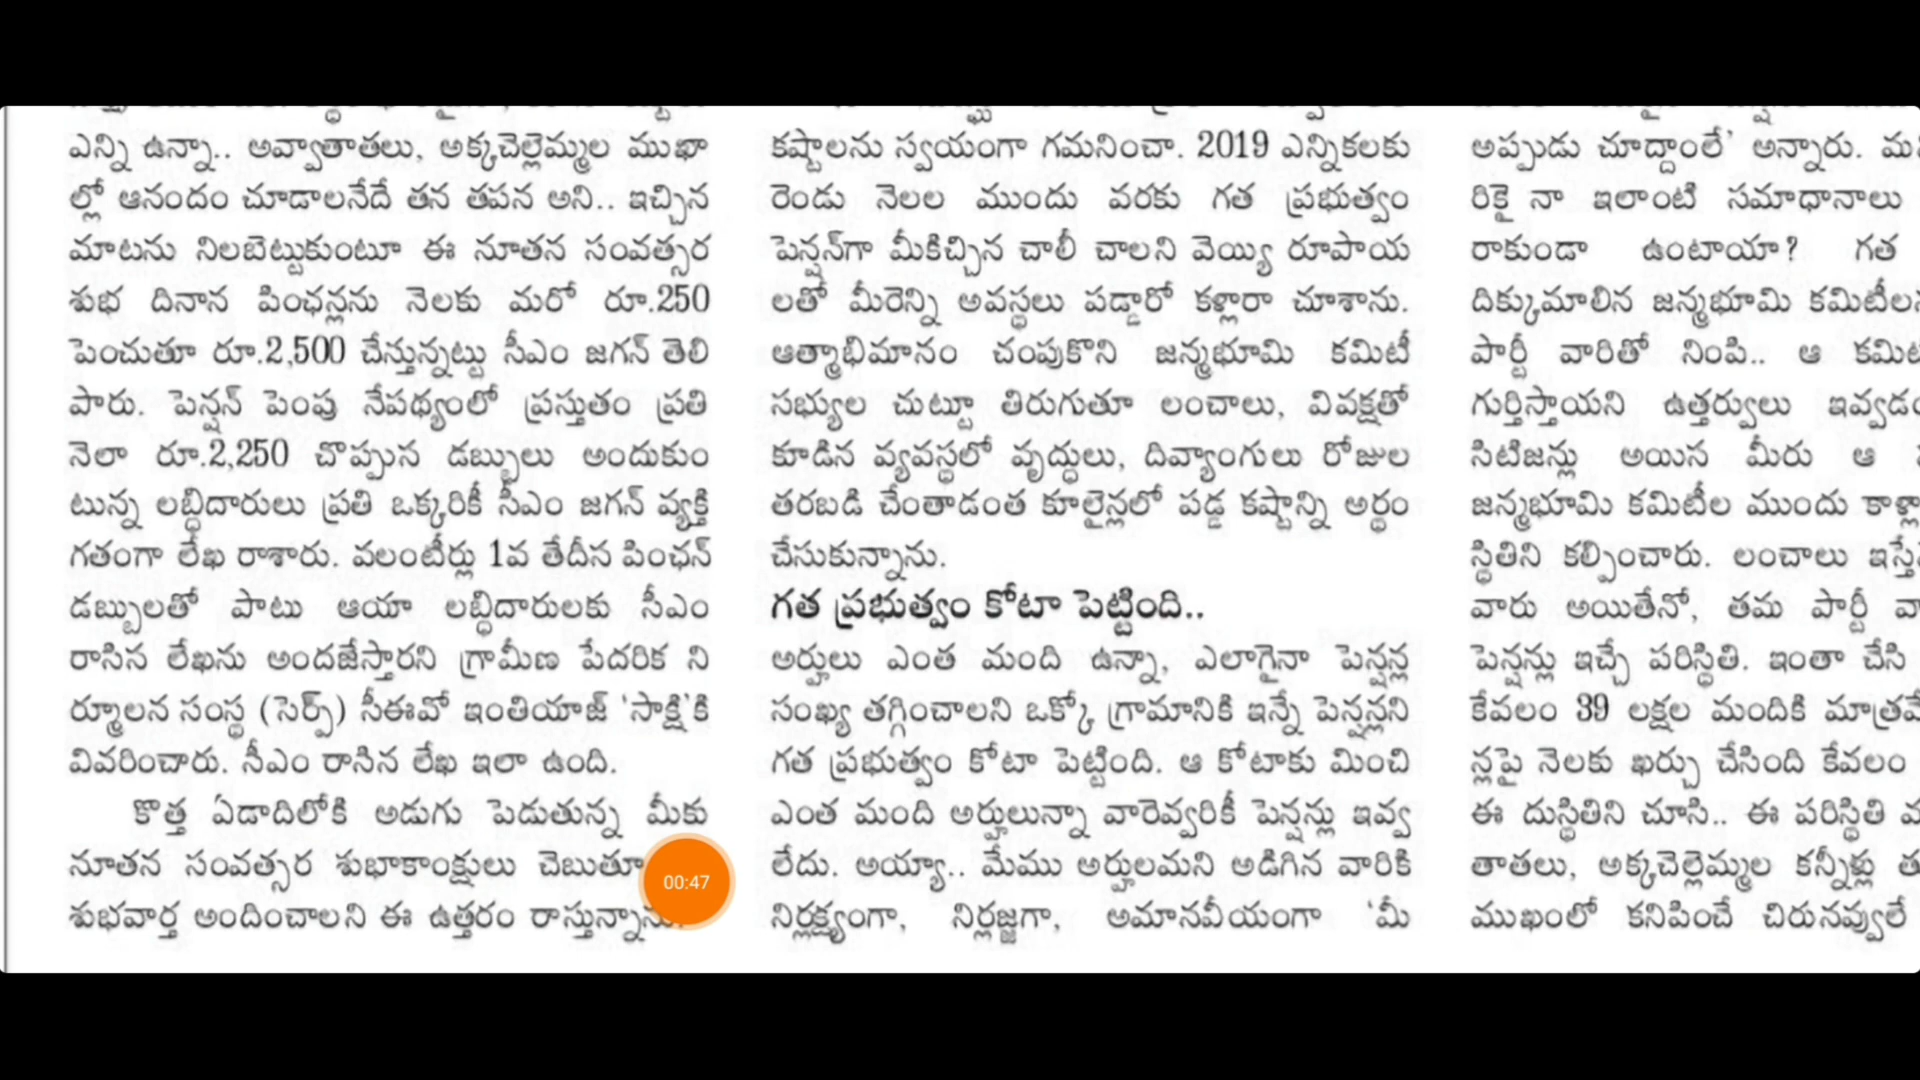 ఎన్ని ఉన్నా.. అవ్వాతాతలు, అక్కచెల్లెమ్మల ముఖా
ల్లో ఆనందం చూడాలనేదే తన తపన అని.. ఇచ్చిన
మాటను నిలబెట్టుకుంటూ ఈ నూతన సంవత్సర
శుభ దినాన పింఛన్లను నెలకు మరో రూ.250
పెంచుతూ రూ.2,500 చేస్తున్నట్టు సీఎం జగన్ తెలి
పారు. పెన్షన్ పెంపు నేపథ్యంలో ప్రస్తుతం ప్రతి
నెలా రూ.2,250 చొప్పున డబ్బులు అందుకుం
టున్న లబ్ధిదారులు ప్రతి ఒక్కరికీ సీఎం జగన్ వ్యక్తి
గతంగా లేఖ రాశారు. వలంటీర్లు 1వ తేదీన పింఛన్
డబ్బులతో పాటు ఆయా లబ్ధిదారులకు సీఎం
రాసిన లేఖను అందజేస్తారని గ్రామీణ పేదరిక ని
ర్మూలన సంస్థ (సెర్ప్) సీఈవో ఇంతియాజ్ 'సాక్షి'కి
వివరించారు. సీఎం రాసిన లేఖ ఇలా ఉంది.
కొత్త ఏడాదిలోకి అడుగు పెడుతున్న మీకు
నూతన సంవత్సర శుభాకాంక్షులు చెబుతూ
శుభవార్త అందించాలని ఈ ఉత్తరం రాస్తున్నాను.
00:47
కష్టాలను స్వయంగా గమనించా. 2019 ఎన్నికలకు
రెండు నెలల ముందు వరకు గత ప్రభుత్వం
పెన్షన్‌గా మీకిచ్చిన చాలీ చాలని వెయ్యి రూపాయ
లతో మీరెన్ని అవస్థలు పడ్డారో కళ్లారా చూశాను.
ఆత్మాభిమానం చంపుకొని జన్మభూమి కమిటీ
సభ్యుల చుట్టూ తిరుగుతూ లంచాలు, వివక్షతో
కూడిన వ్యవస్థలో వృద్ధులు, దివ్యాంగులు రోజుల
తరబడి చేంతాడంత కూలైన్లలో పడ్డ కష్టాన్ని అర్థం
చేసుకున్నాను.
గత ప్రభుత్వం కోటా పెట్టింది..
అర్హులు ఎంత మంది ఉన్నా, ఎలాగైనా పెన్షన్ల
సంఖ్య తగ్గించాలని ఒక్కో గ్రామానికి ఇన్నే పెన్షన్లని
గత ప్రభుత్వం కోటా పెట్టింది. ఆ కోటాకు మించి
ఎంత మంది అర్హులున్నా వారెవ్వరికీ పెన్షన్లు ఇవ్వ
లేదు. అయ్యా.. మేము అర్హులమని అడిగిన వారికి
నిర్లక్ష్యంగా, నిర్లజ్జగా, అమానవీయంగా 'మీ
అప్పుడు చూద్దాంలే' అన్నారు.
రికై నా ఇలాంటి సమాధానాలు
రాకుండా ఉంటాయా? గత
దిక్కుమాలిన జన్మభూమి
పార్టీ వారితో నింపి.. ఆ
గుర్తిస్తాయని ఉత్తర్వులు
సిటిజన్లు అయిన మీరు ఆ
జన్మభూమి కమిటీల ముందు
స్థితిని కల్పించారు. లంచాలు
వారు అయితేనో, తమ పార్టీ
పెన్షన్లు ఇచ్చే పరిస్థితి. ఇంతా చేసి
కేవలం 39 లక్షల మందికి
న్లపై నెలకు ఖర్చు చేసింది కేవలం
ఈ దుస్థితిని చూసి.. ఈ పరిస్థితి
తాతలు, అక్కచెల్లెమ్మల కన్నీళ్లు
ముఖంలో కనిపించే చిరునవ్వులే